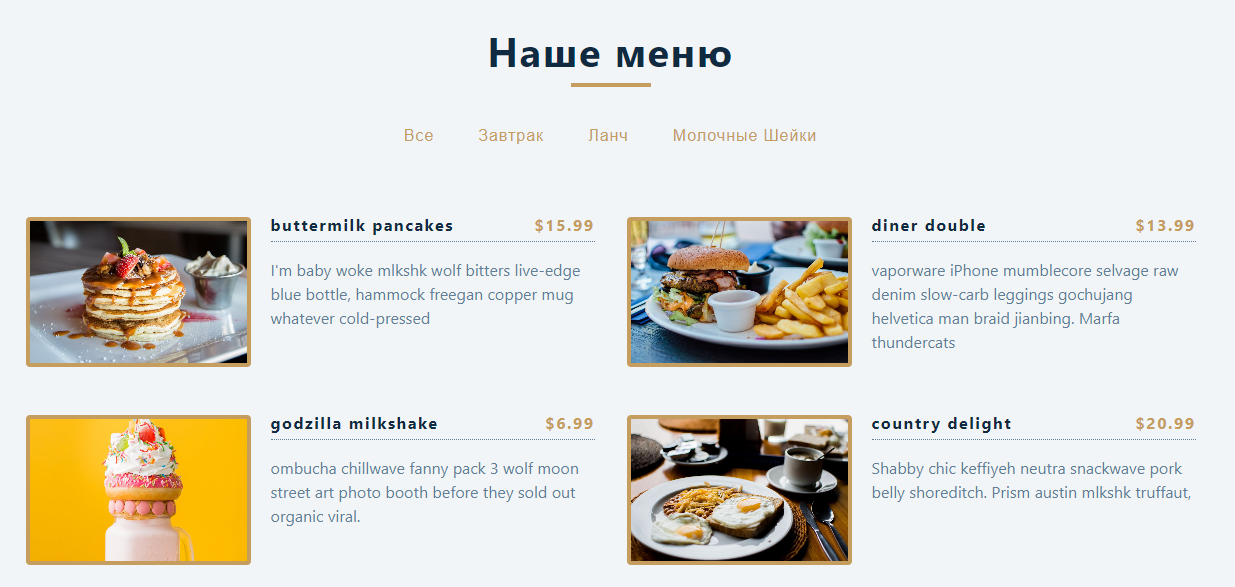 Наше меню
Все Завтрак Ланч Молочные Шейки
buttermilk pancakes $15.99
I'm baby woke mlkshk wolf bitters live-edge
blue bottle, hammock freegan copper mug
whatever cold-pressed
diner double $13.99
vaporware iPhone mumblecore selvage raw
denim slow-carb leggings gochujang
helvetica man braid jianbing. Marfa
thundercats
godzilla milkshake $6.99
ombucha chillwave fanny pack 3 wolf moon
street art photo booth before they sold out
organic viral.
country delight $20.99
Shabby chic keffiyeh neutra snackwave pork
belly shoreditch. Prism austin mlkshk truffaut,